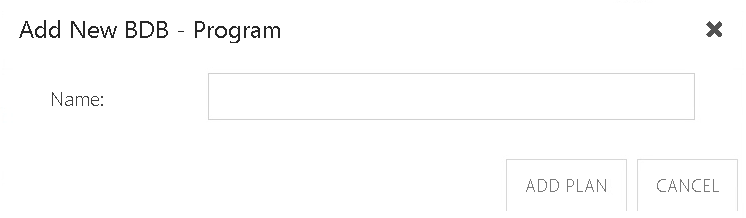 Add New BDB - Program
Name:
ADD PLAN
CANCEL